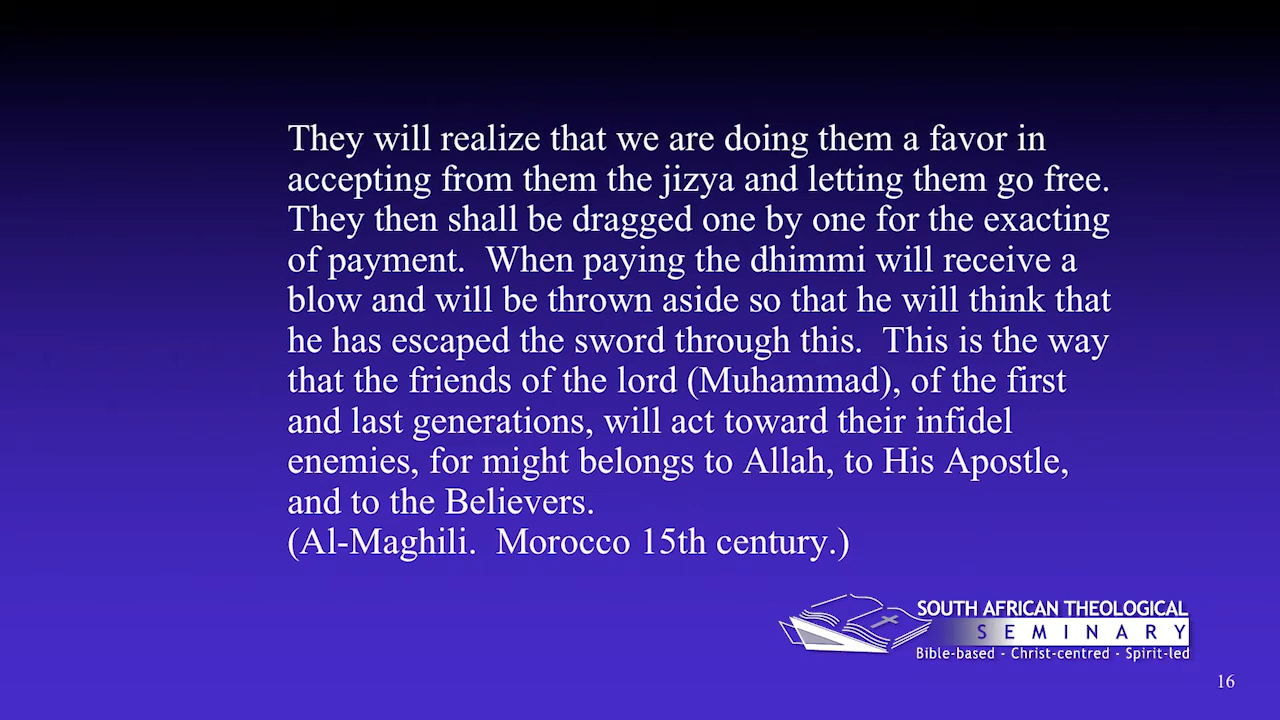 They will realize that we are doing them a favor in
accepting from them the jizya and letting them go free.
They then shall be dragged one by one for the exacting
of payment.  When paying the dhimmi will receive a
blow and will be thrown aside so that he will think that
he has escaped the sword through this.  This is the way
that the friends of the lord (Muhammad), of the first
and last generations, will act toward their infidel
enemies, for might belongs to Allah, to His Apostle,
and to the Believers.
(Al-Maghili.  Morocco 15th century.)
SOUTH AFRICAN THEOLOGICAL
SEMINARY
Bible-based - Christ-centred - Spirit-led
16